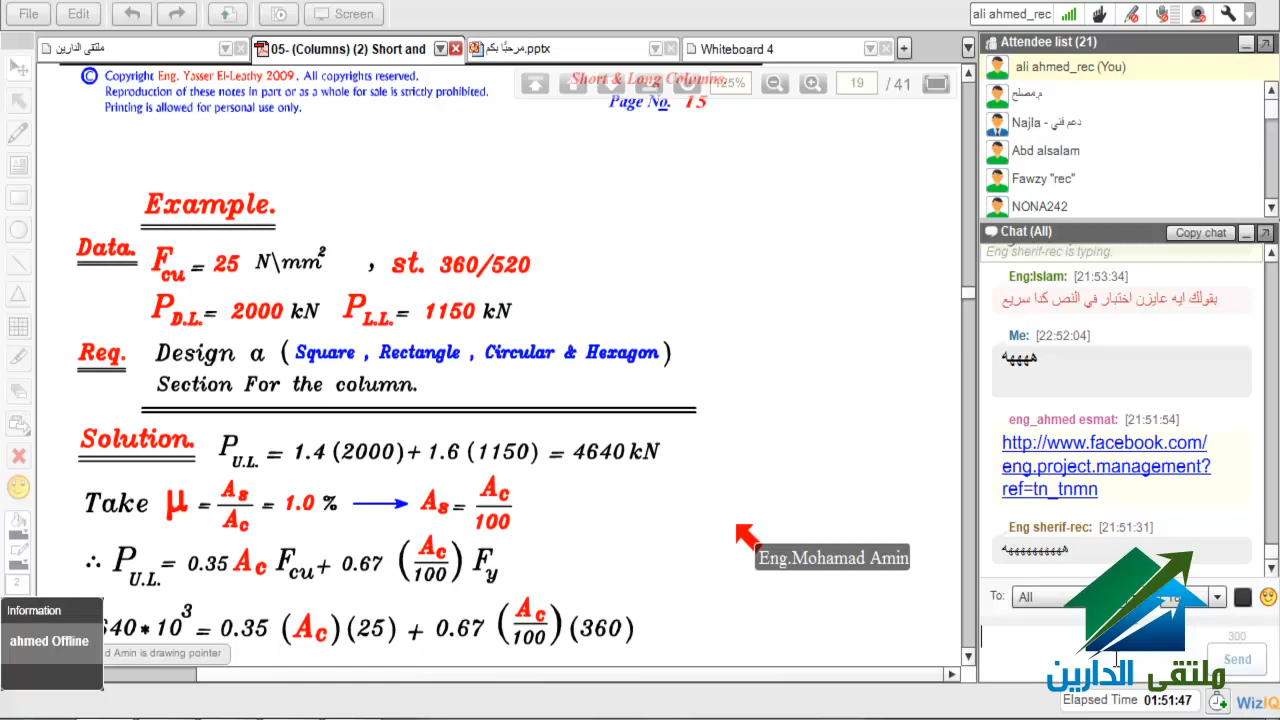 File
Edit
Screen
ali ahmed_rec
ملتقى الدارين
05- (Columns) (2) Short and
مرحبًا بكم.pptx
Whiteboard 4
Attendee list (21)
ali ahmed_rec (You)
م.مصلح
Najla - دعم فني
Abd alsalam
Fawzy "rec"
NONA242
© Copyright Eng. Yasser El-Leathy 2009. All copyrights reserved.
Reproduction of these notes in part or as a whole for sale is strictly prohibited.
Printing is allowed for personal use only.
Short & Long Columns.
125%
19 / 41
Page No. 15
Example.
Data. Fcu = 25 N\mm² , st. 360/520
P D.L. = 2000 kN P L.L. = 1150 kN
Req. Design a (Square , Rectangle , Circular & Hexagon)
Section For the column.
Solution. P U.L. = 1.4 (2000) + 1.6 (1150) = 4640 kN
Take μ = As/Ac = 1.0 % → As = Ac/100
∴ P U.L. = 0.35 Ac Fcu + 0.67 (Ac/100) Fy
640*10³ = 0.35 (Ac)(25) + 0.67 (Ac/100)(360)
Eng.Mohamad Amin
Information
ahmed Offline
d Amin is drawing pointer
2
Chat (All)
Copy chat
Eng sherif-rec is typing.
Eng:Islam: [21:53:34]
بقولك ايه عايزن اختبار في النص كدا سريع
Me: [22:52:04]
هههههه
eng_ahmed esmat: [21:51:54]
http://www.facebook.com/
eng.project.management?
ref=tn_tnmn
Eng sherif-rec: [21:51:31]
To: All
300
Send
ملتقى الدارين
Elapsed Time 01:51:47
WizIQ